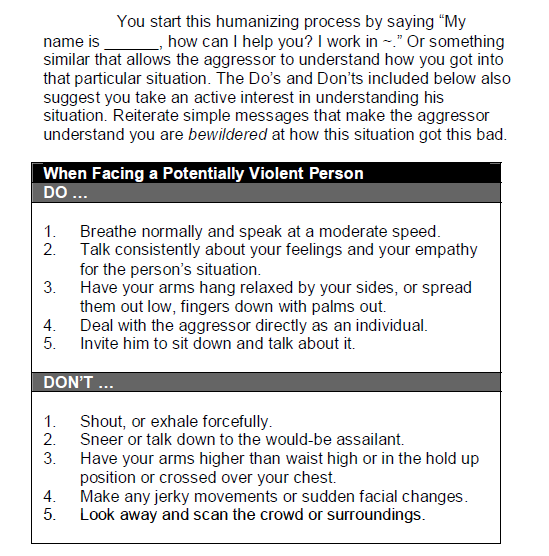 You start this humanizing process by saying “My
name is ______, how can I help you? I work in ~.” Or something
similar that allows the aggressor to understand how you got into
that particular situation. The Do’s and Don’ts included below also
suggest you take an active interest in understanding his
situation. Reiterate simple messages that make the aggressor
understand you are bewildered at how this situation got this bad.
When Facing a Potentially Violent Person
DO …
1. Breathe normally and speak at a moderate speed.
2. Talk consistently about your feelings and your empathy
for the person’s situation.
3. Have your arms hang relaxed by your sides, or spread
them out low, fingers down with palms out.
4. Deal with the aggressor directly as an individual.
5. Invite him to sit down and talk about it.
DON’T …
1. Shout, or exhale forcefully.
2. Sneer or talk down to the would-be assailant.
3. Have your arms higher than waist high or in the hold up
position or crossed over your chest.
4. Make any jerky movements or sudden facial changes.
5. Look away and scan the crowd or surroundings.